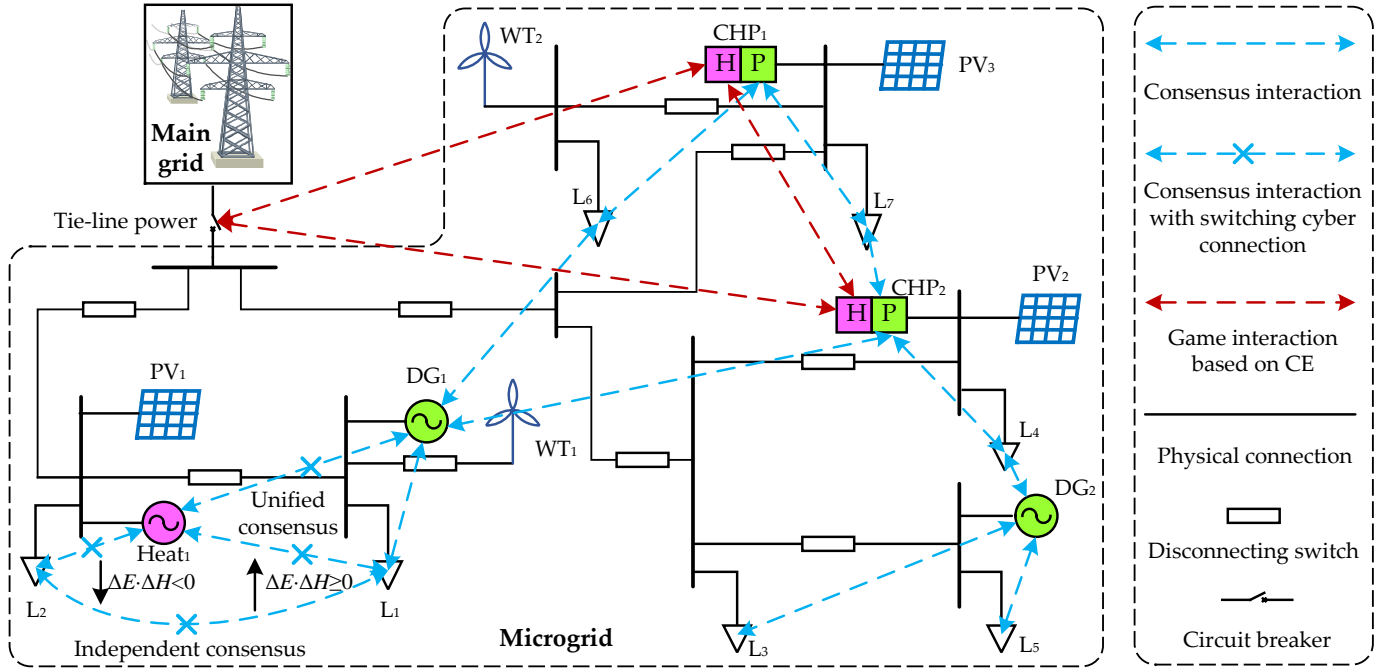 Main
grid
Tie-line power
WT2
CHP1
H P
PV3
L6
L7
CHP2
H P
PV2
PV1
DG1
WT1
L4
DG2
Unified
consensus
Heat1
ΔE·ΔH<0
ΔE·ΔH≥0
L2
L1
L3
L5
Independent consensus
Microgrid
Consensus interaction
Consensus interaction
with switching cyber
connection
Game interaction
based on CE
Physical connection
Disconnecting switch
Circuit breaker